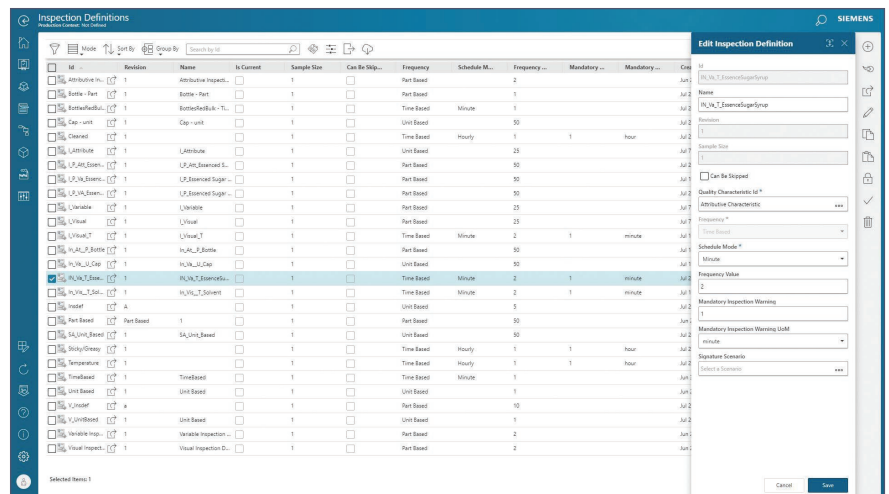 Inspection Definitions
Production Context: Not Defined
SIEMENS
Mode Sort By Group By Search by Id
Id Revision Name Is Current Sample Size Can Be Skip... Frequency Schedule M... Frequency ... Mandatory ... Mandatory ...
Attributive In... 1 Attributive Inspecti... 1 Part Based 2
Bottle - Part 1 Bottle - Part 1 Part Based 1
BottlesRedBul... 1 BottlesRedBulk - Ti... 1 Time Based Minute 1
Cap - unit 1 Cap - unit 1 Unit Based 50
Cleaned 1 1 Time Based Hourly 1 1 hour
I_Attribute 1 I_Attribute 1 Unit Based 25
I_P_Att_Essen... 1 I_P_Att_Essenced S... 1 Part Based 50
I_P_Va_Essenc... 1 I_P_Essenced Sugar ... 1 Part Based 50
I_P_VA_Essen... 1 I_P_Essenced Sugar ... 1 Part Based 50
I_Variable 1 I_Variable 1 Part Based 25
I_Visual 1 I_Visual 1 Part Based 25
I_Visual_T 1 I_Visual_T 1 Time Based Minute 2 1 minute
In_At__P_Bottle 1 In_At__P_Bottle 1 Part Based 50
In_Va__U_Cap 1 In_Va__U_Cap 1 Unit Based 50
IN_Va_T_Esse... 1 IN_Va_T_EssenceSu... 1 Time Based Minute 2 1 minute
In_Vis__T_Sol... 1 In_Vis__T_Solvent 1 Time Based Minute 2 1 minute
Insdef A 1 Unit Based 5
Part Based Part Based 1 1 Part Based 50
SA_Unit_Based 1 SA_Unit_Based 1 Unit Based 50
Sticky/Greasy 1 1 Time Based Hourly 1 1 hour
Temperature 1 1 Time Based Hourly 1 1 hour
TimeBased 1 TimeBased 1 Time Based Minute 1
Unit Based 1 Unit Based 1 Unit Based 1
V_Insdef a 1 Part Based 10
V_UnitBased 1 Unit Based 1 Unit Based 1
Variable Insp... 1 Variable Inspection ... 1 Part Based 2
Visual Inspect... 1 Visual Inspection D... 1 Part Based 2
Selected Items: 1
Edit Inspection Definition
Id
IN_Va_T_EssenceSugarSyrup
Name
IN_Va_T_EssenceSugarSyrup
Revision
1
Sample Size
1
Can Be Skipped
Quality Characteristic Id *
Attributive Characteristic
Frequency *
Time Based
Schedule Mode *
Minute
Frequency Value
2
Mandatory Inspection Warning
1
Mandatory Inspection Warning UoM
minute
Signature Scenario
Select a Scenario
Cancel Save